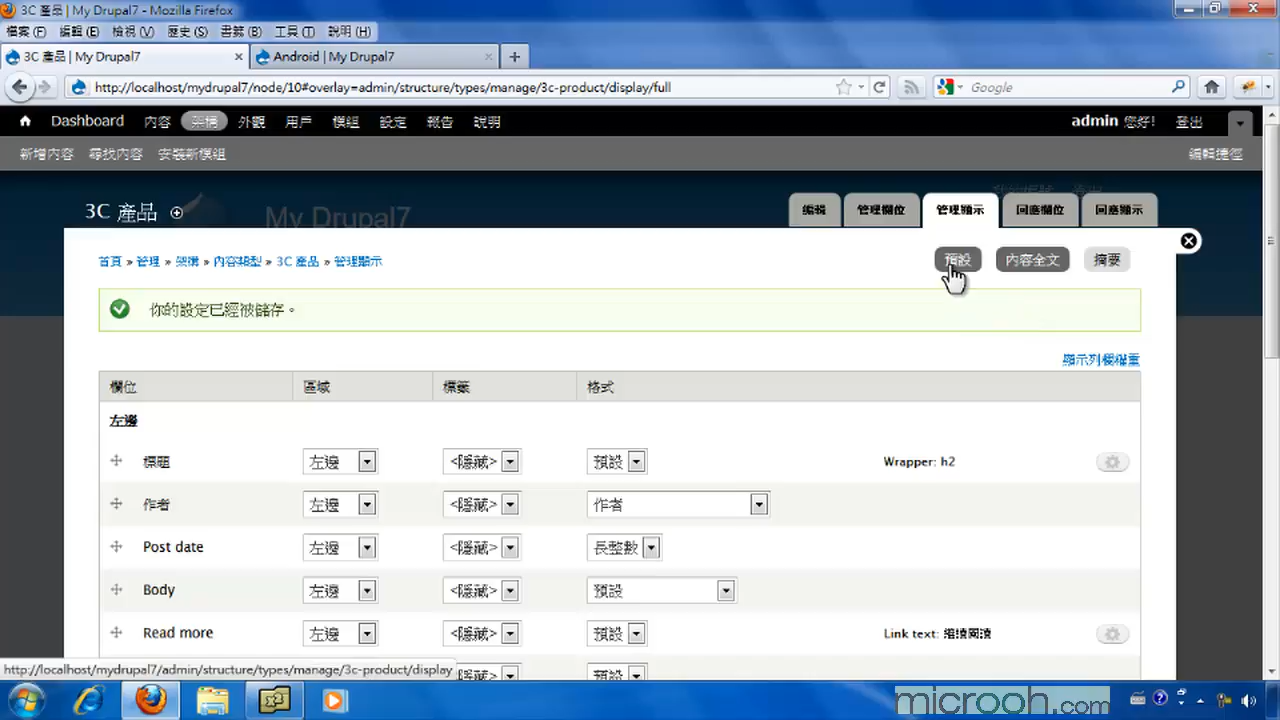 3C 產品 | My Drupal7 - Mozilla Firefox
檔案(F) 編輯(E) 檢視(V) 歷史(S) 書籤(B) 工具(T) 說明(H)
3C 產品 | My Drupal7 × Android | My Drupal7 × +
http://localhost/mydrupal7/node/10#overlay=admin/structure/types/manage/3c-product/display/full
Google
Dashboard 內容 架構 外觀 用戶 模組 設定 報告 說明
admin 您好! 登出
新增內容 尋找內容 安裝新模組 編輯捷徑
3C 產品
My Drupal7
編輯 管理欄位 管理顯示 回應欄位 回應顯示
首頁 » 管理 » 架構 » 內容類型 » 3C 產品 » 管理顯示
預設 內容全文 摘要
你的設定已經被儲存。
顯示列欄權重
欄位 區域 標籤 格式
左邊
標題 左邊 <隱藏> 預設 Wrapper: h2
作者 左邊 <隱藏> 作者
Post date 左邊 <隱藏> 長整數
Body 左邊 <隱藏> 預設
Read more 左邊 <隱藏> 預設 Link text: 繼續閱讀
<隱藏> 預設
http://localhost/mydrupal7/admin/structure/types/manage/3c-product/display
microoh.com